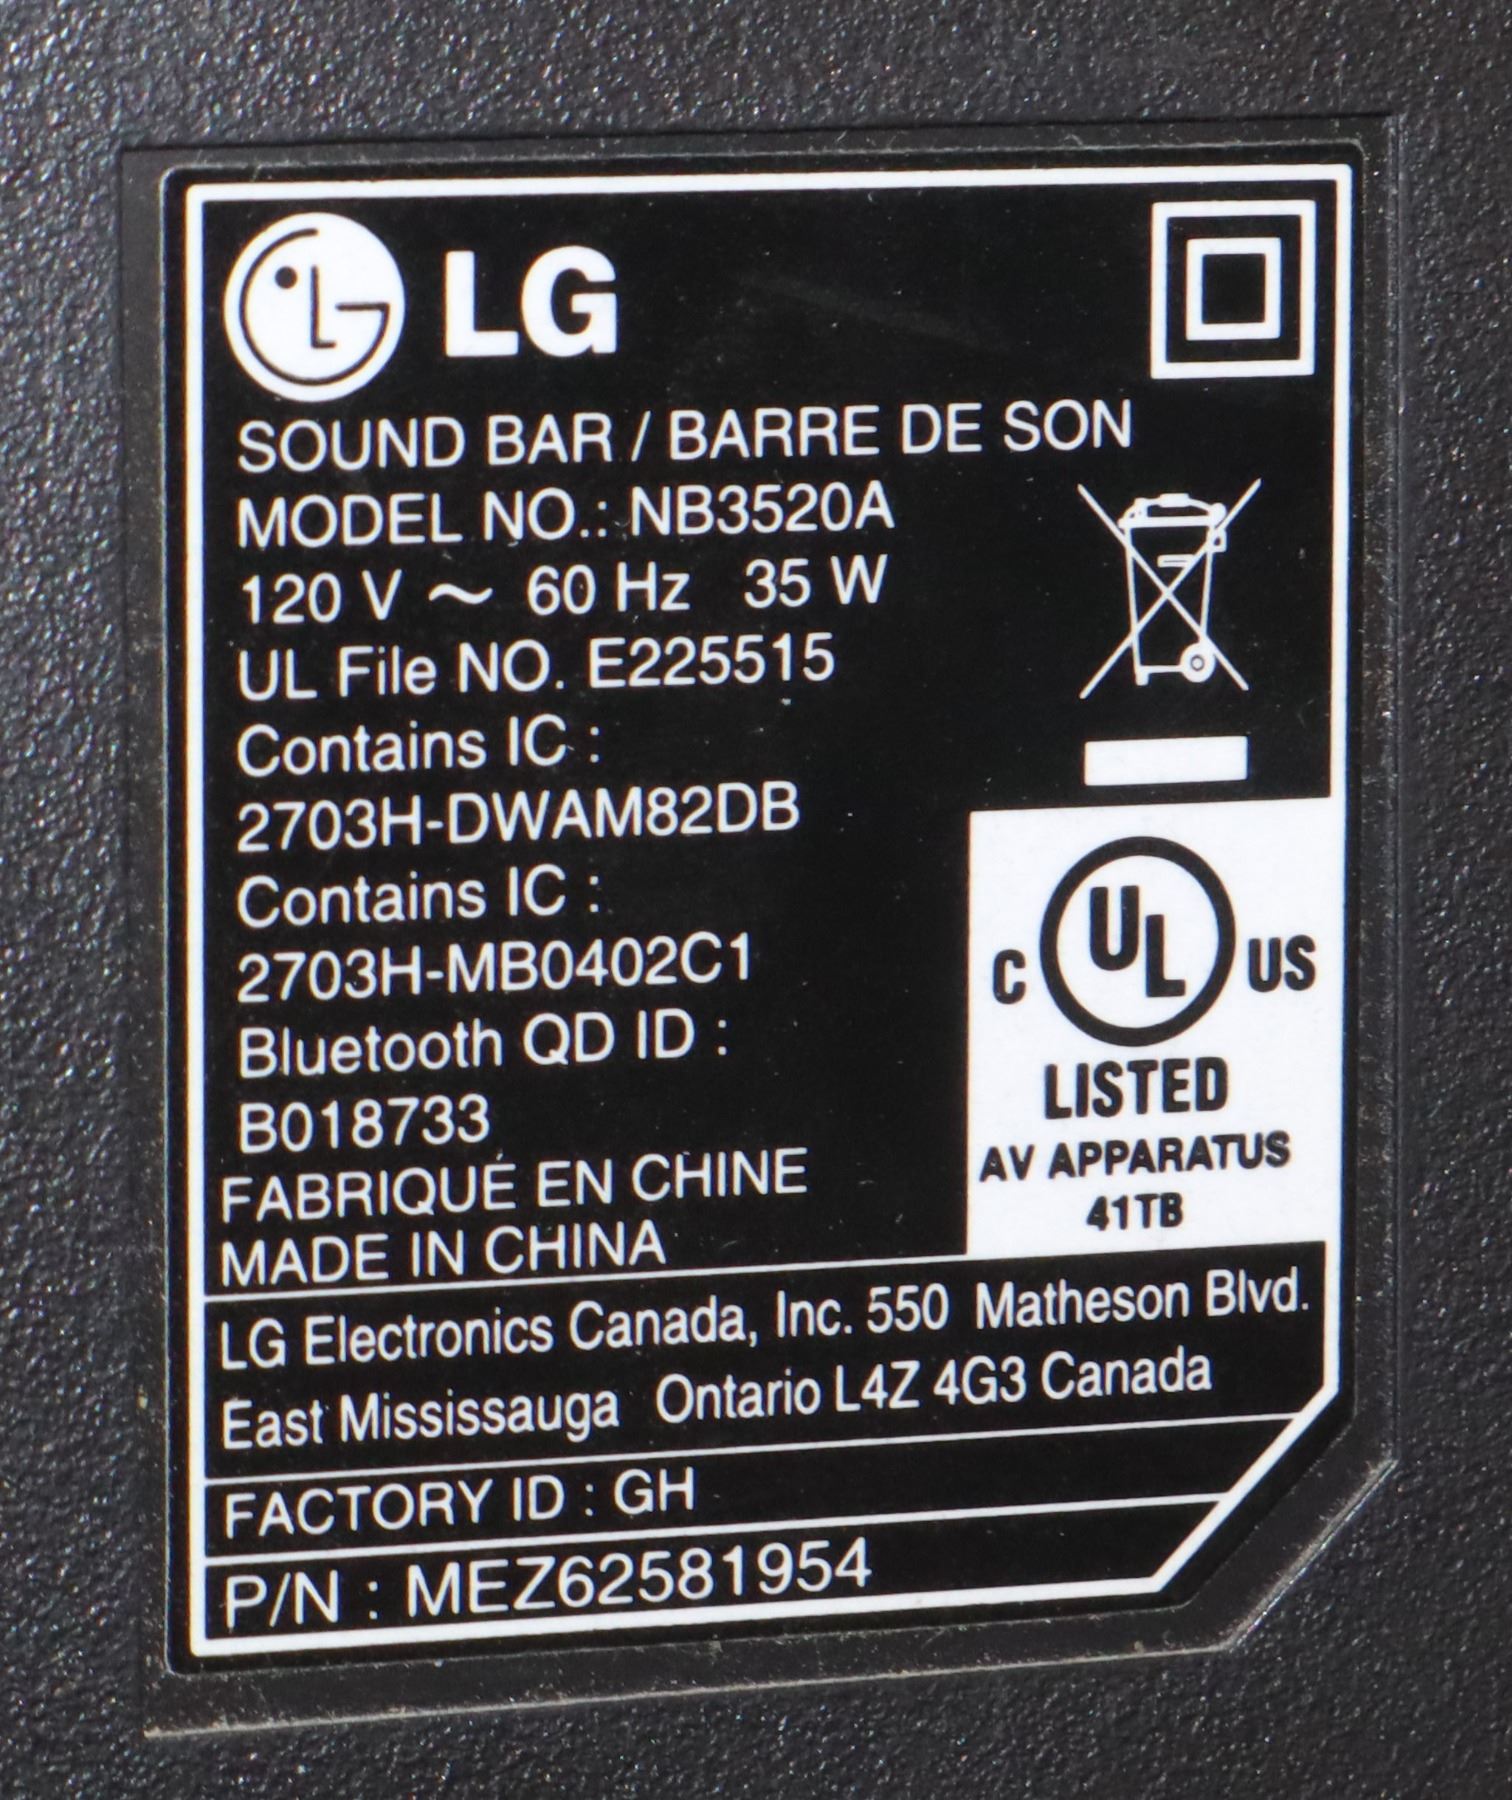 LG
SOUND BAR / BARRE DE SON
MODEL NO.: NB3520A
120 V ~ 60 Hz 35 W
UL File NO. E225515
Contains IC :
2703H-DWAM82DB
Contains IC :
2703H-MB0402C1
Bluetooth QD ID :
B018733
FABRIQUÉ EN CHINE
MADE IN CHINA
C UL US
LISTED
AV APPARATUS
41TB
LG Electronics Canada, Inc. 550 Matheson Blvd.
East Mississauga Ontario L4Z 4G3 Canada
FACTORY ID : GH
P/N : MEZ62581954